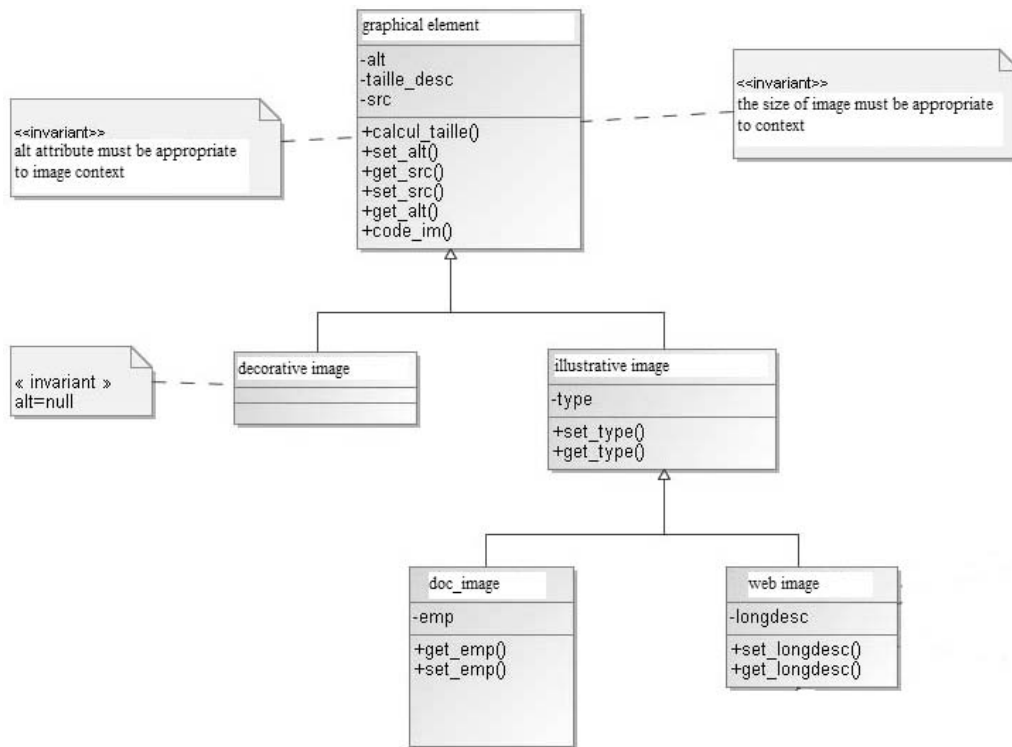 graphical element
-alt
-taille_desc
-src
+calcul_taille()
+set_alt()
+get_src()
+set_src()
+get_alt()
+code_im()
<<invariant>>
alt attribute must be appropriate
to image context
<<invariant>>
the size of image must be appropriate
to context
« invariant »
alt=null
decorative image
illustrative image
-type
+set_type()
+get_type()
doc_image
-emp
+get_emp()
+set_emp()
web image
-longdesc
+set_longdesc()
+get_longdesc()